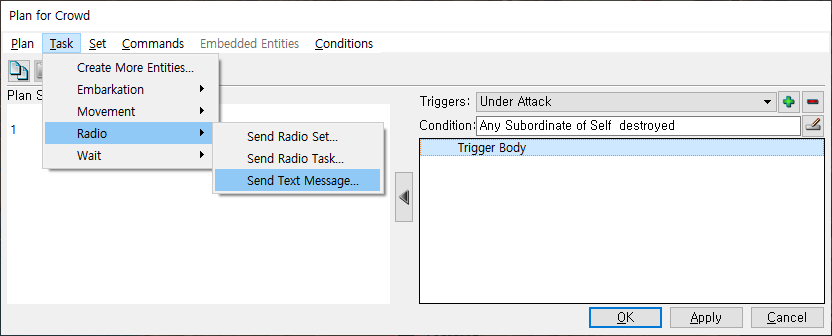 Plan for Crowd
Plan Task Set Commands Embedded Entities Conditions
Create More Entities...
Embarkation
Movement
Radio
Wait
Send Radio Set...
Send Radio Task...
Send Text Message...
Plan S
1
Triggers: Under Attack
Condition: Any Subordinate of Self destroyed
Trigger Body
OK Apply Cancel